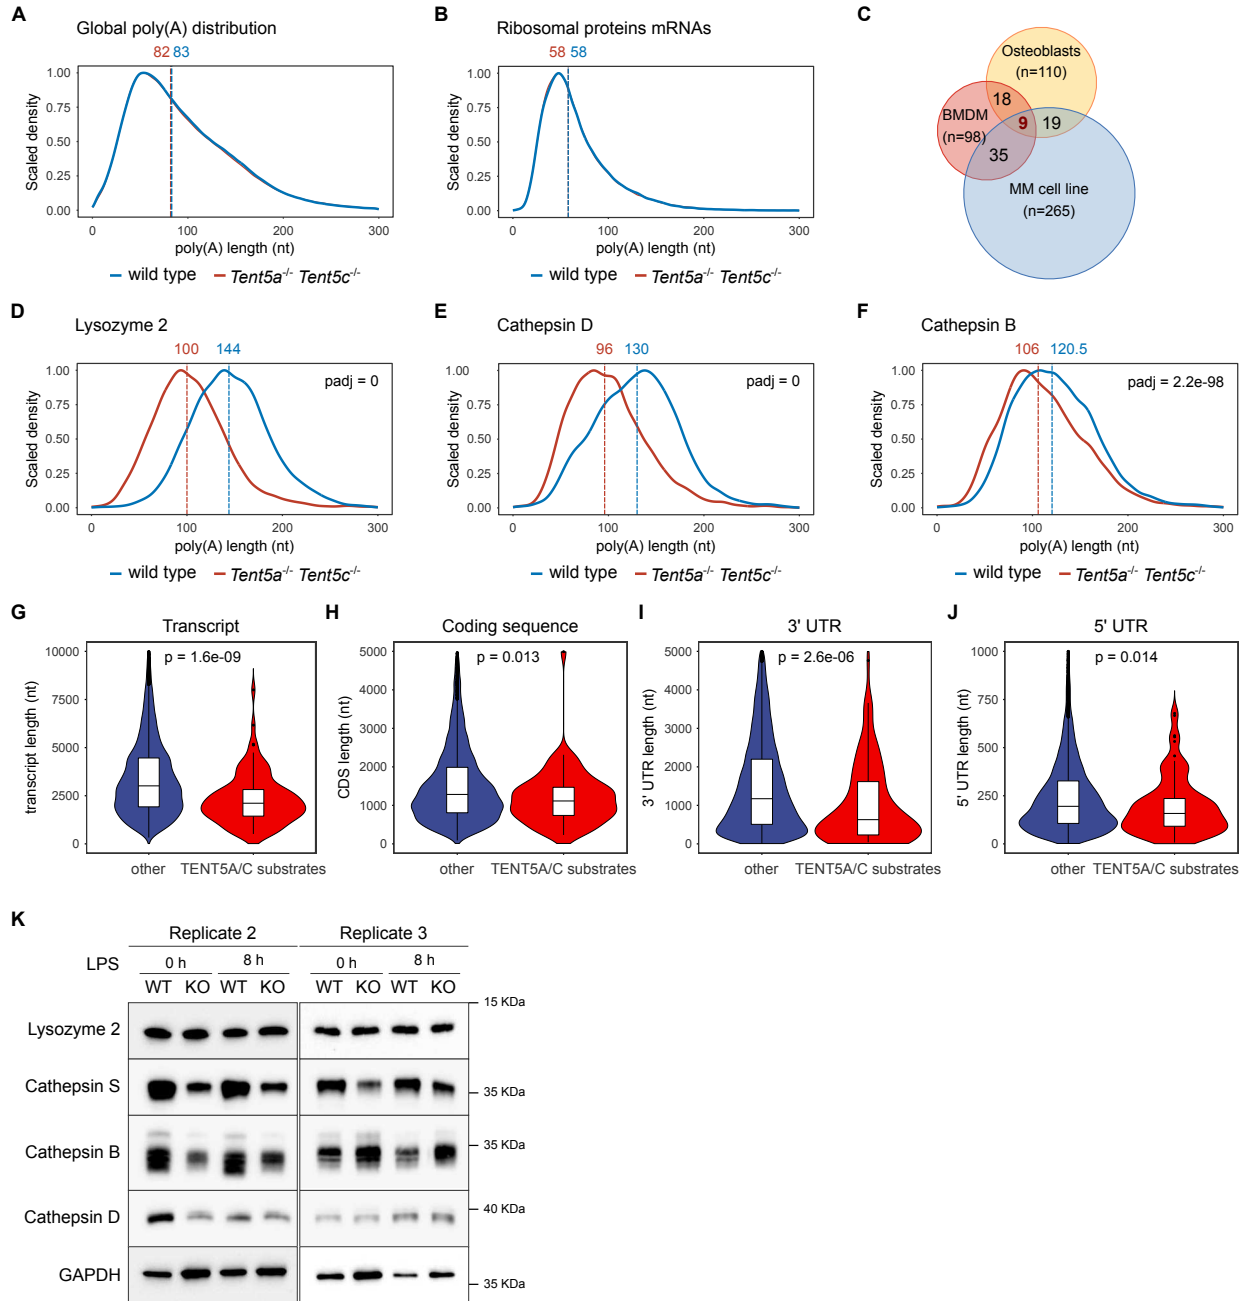 A
Global poly(A) distribution
82 83
1.00
0.75
0.50
0.25
0.00
Scaled density
0 100 200 300
poly(A) length (nt)
wild type Tent5a-/- Tent5c-/-
B
Ribosomal proteins mRNAs
58 58
1.00
0.75
0.50
0.25
0.00
Scaled density
0 100 200 300
poly(A) length (nt)
wild type Tent5a-/- Tent5c-/-
C
Osteoblasts
(n=110)
18
BMDM
(n=98)
9 19
35
MM cell line
(n=265)
D
Lysozyme 2
100 144
padj = 0
1.00
0.75
0.50
0.25
0.00
Scaled density
0 100 200 300
poly(A) length (nt)
wild type Tent5a-/- Tent5c-/-
E
Cathepsin D
96 130
padj = 0
1.00
0.75
0.50
0.25
0.00
Scaled density
0 100 200 300
poly(A) length (nt)
wild type Tent5a-/- Tent5c-/-
F
Cathepsin B
106 120.5
padj = 2.2e-98
1.00
0.75
0.50
0.25
0.00
Scaled density
0 100 200 300
poly(A) length (nt)
wild type Tent5a-/- Tent5c-/-
G
Transcript
p = 1.6e-09
10000
7500
5000
2500
0
transcript length (nt)
other TENT5A/C substrates
H
Coding sequence
p = 0.013
5000
4000
3000
2000
1000
0
CDS length (nt)
other TENT5A/C substrates
I
3' UTR
p = 2.6e-06
5000
4000
3000
2000
1000
0
3' UTR length (nt)
other TENT5A/C substrates
J
5' UTR
p = 0.014
1000
750
500
250
0
5' UTR length (nt)
other TENT5A/C substrates
K
Replicate 2 Replicate 3
LPS 0 h 8 h 0 h 8 h
WT KO WT KO WT KO WT KO
15 KDa
Lysozyme 2
Cathepsin S
35 KDa
Cathepsin B
35 KDa
Cathepsin D
40 KDa
GAPDH
35 KDa